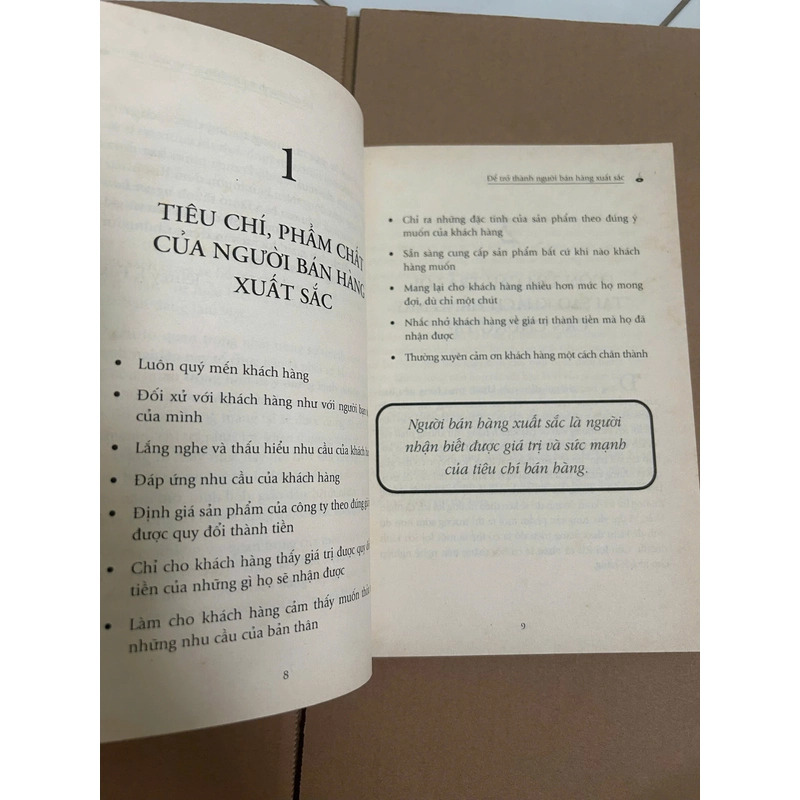 1
TIÊU CHÍ, PHẨM CHẤT
CỦA NGƯỜI BÁN HÀNG
XUẤT SẮC
• Luôn quý mến khách hàng
• Đối xử với khách hàng như với người bạn
của mình
• Lắng nghe và thấu hiểu nhu cầu của khách
• Đáp ứng nhu cầu của khách hàng
• Định giá sản phẩm của công ty theo đúng
được quy đổi thành tiền
• Chỉ cho khách hàng thấy giá trị được quy
tiền của những gì họ sẽ nhận được
• Làm cho khách hàng cảm thấy muốn
những nhu cầu của bản thân
8
Để trở thành người bán hàng xuất sắc
• Chỉ ra những đặc tính của sản phẩm theo đúng ý
muốn của khách hàng
• Sẵn sàng cung cấp sản phẩm bất cứ khi nào khách
hàng muốn
• Mang lại cho khách hàng nhiều hơn mức họ mong
đợi, dù chỉ một chút
• Nhắc nhở khách hàng về giá trị thành tiền mà họ đã
nhận được
• Thường xuyên cảm ơn khách hàng một cách chân thành
Người bán hàng xuất sắc là người
nhận biết được giá trị và sức mạnh
của tiêu chí bán hàng.
9